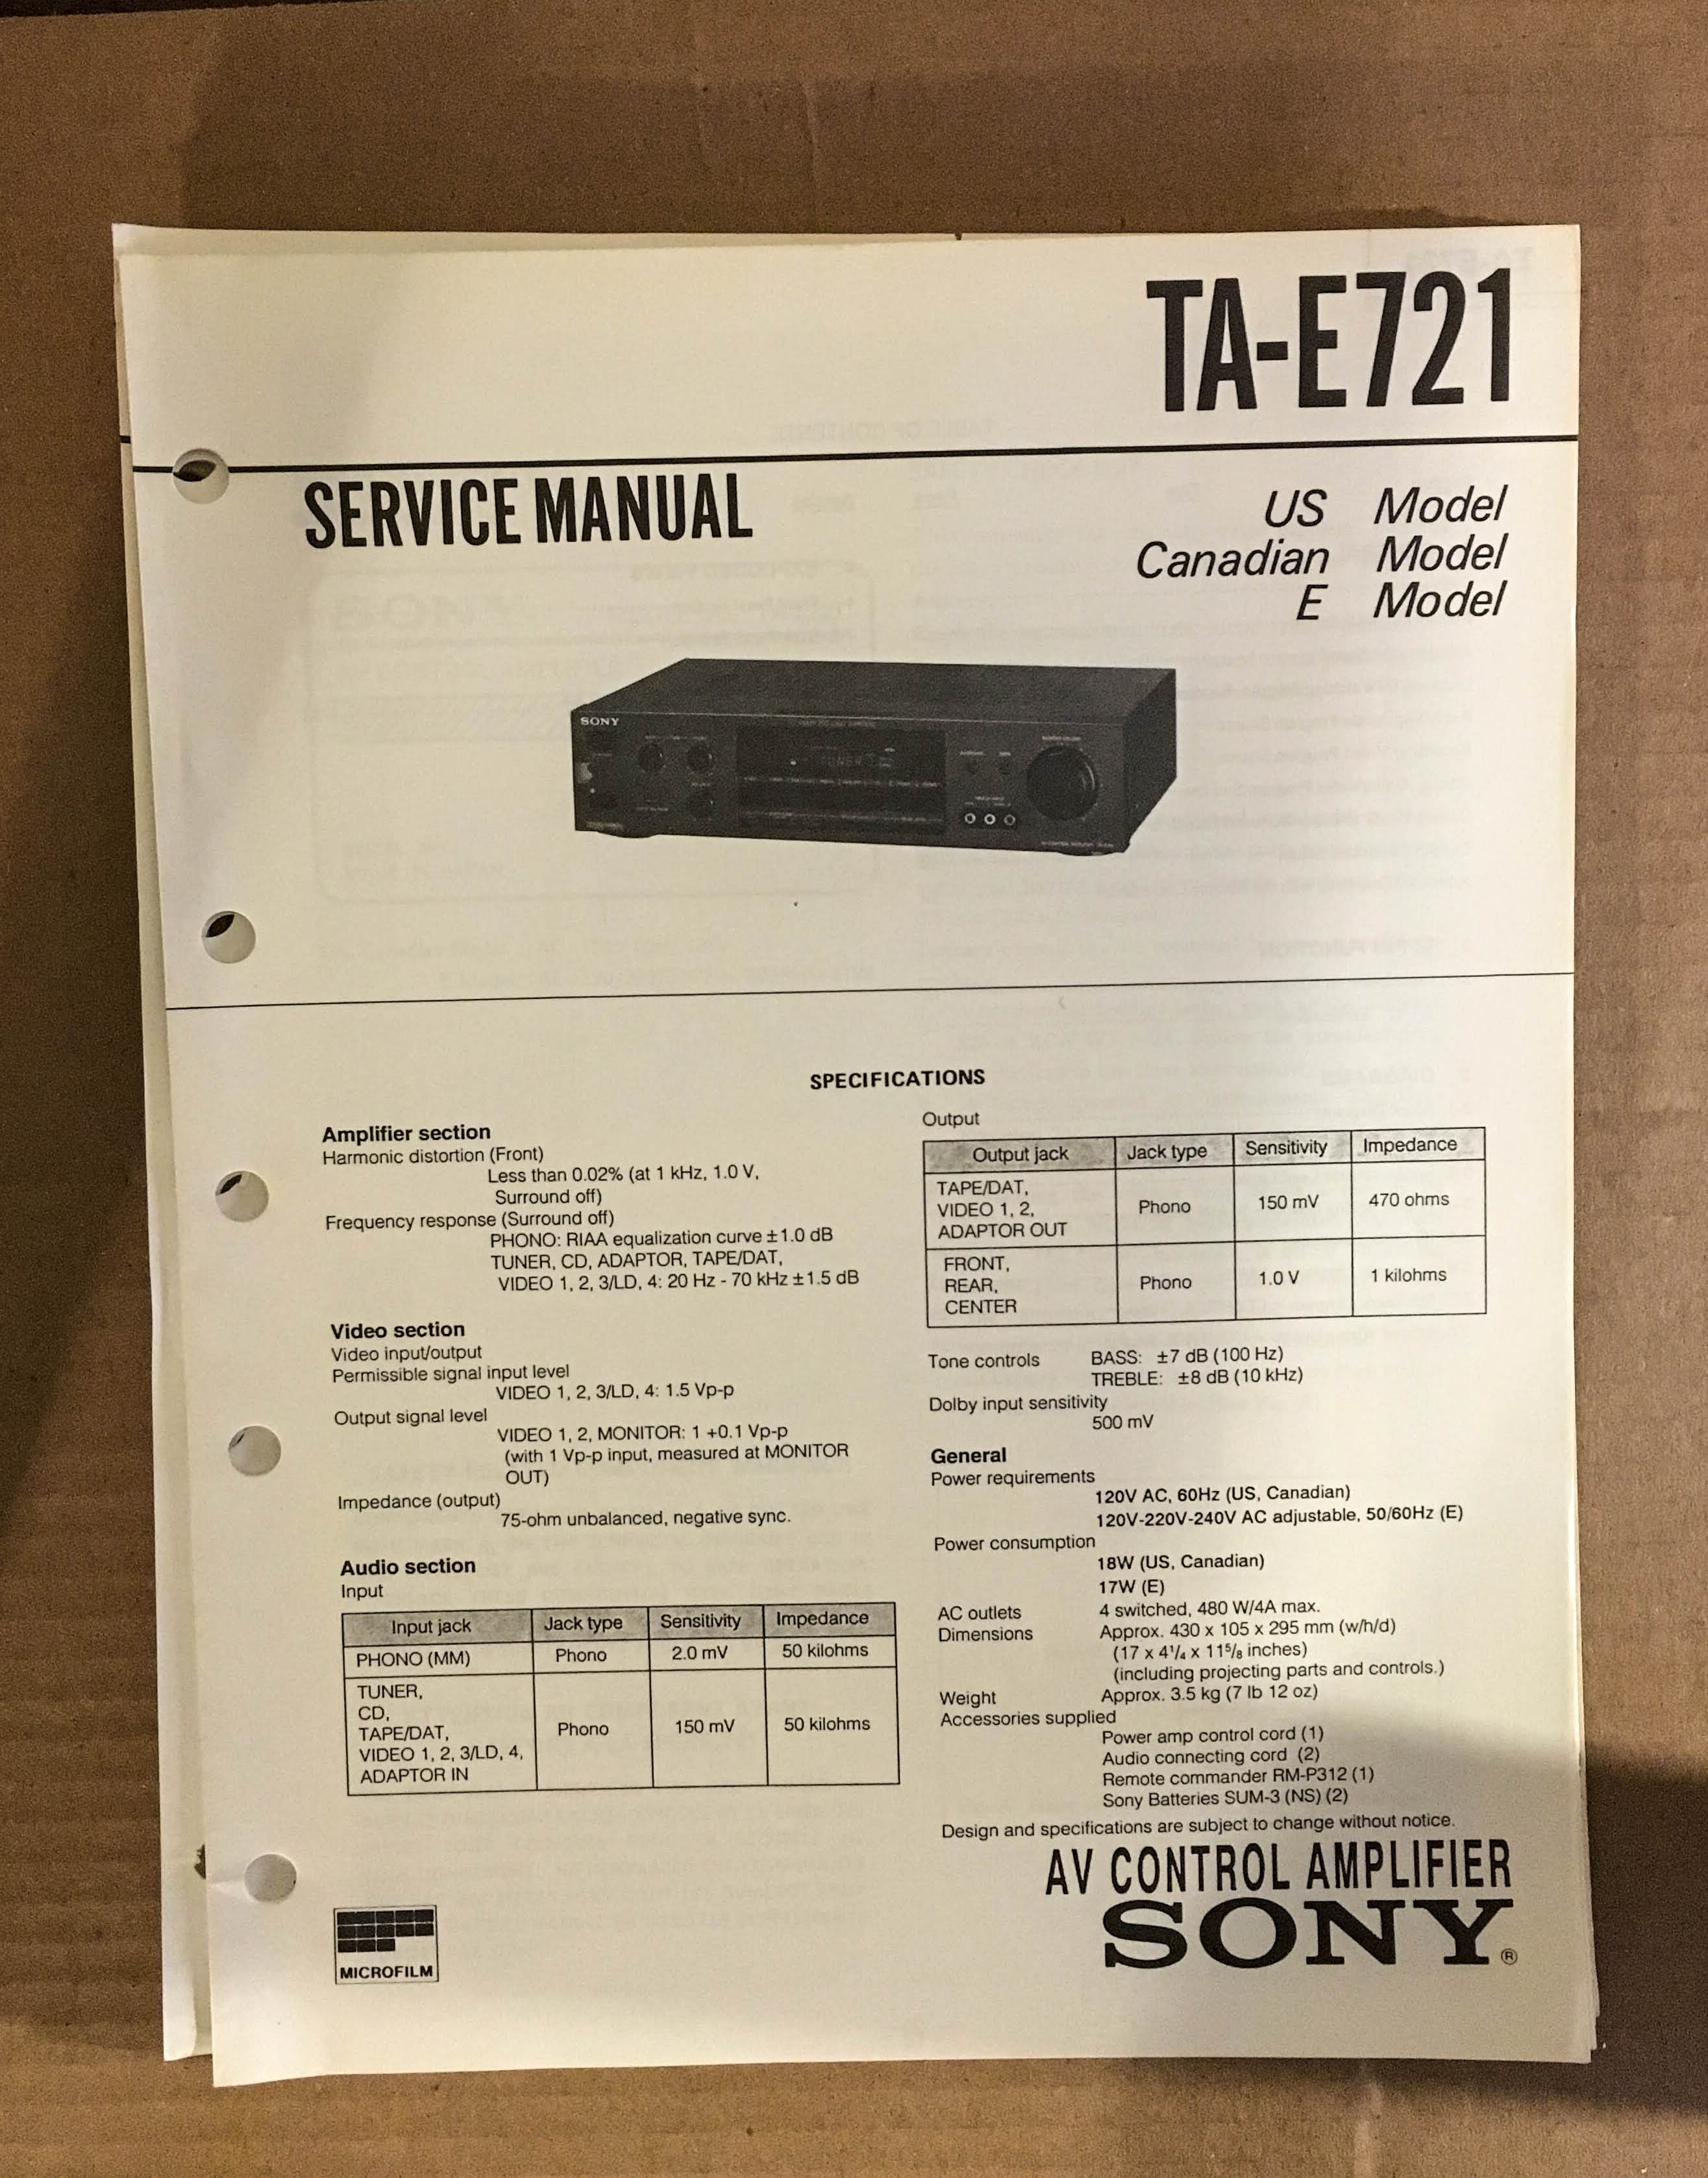 TA-E721
SERVICE MANUAL
US Model
Canadian Model
E Model
SONY
TUNER
SPECIFICATIONS
Amplifier section
Harmonic distortion (Front)
Less than 0.02% (at 1 kHz, 1.0 V,
Surround off)
Frequency response (Surround off)
PHONO: RIAA equalization curve ±1.0 dB
TUNER, CD, ADAPTOR, TAPE/DAT,
VIDEO 1, 2, 3/LD, 4: 20 Hz - 70 kHz ±1.5 dB
Video section
Video input/output
Permissible signal input level
VIDEO 1, 2, 3/LD, 4: 1.5 Vp-p
Output signal level
VIDEO 1, 2, MONITOR: 1 +0.1 Vp-p
(with 1 Vp-p input, measured at MONITOR
OUT)
Impedance (output)
75-ohm unbalanced, negative sync.
Audio section
Input
Input jack Jack type Sensitivity Impedance
PHONO (MM) Phono 2.0 mV 50 kilohms
TUNER,
CD,
TAPE/DAT, Phono 150 mV 50 kilohms
VIDEO 1, 2, 3/LD, 4,
ADAPTOR IN
Output
Output jack Jack type Sensitivity Impedance
TAPE/DAT,
VIDEO 1, 2, Phono 150 mV 470 ohms
ADAPTOR OUT
FRONT,
REAR, Phono 1.0 V 1 kilohms
CENTER
Tone controls BASS: ±7 dB (100 Hz)
TREBLE: ±8 dB (10 kHz)
Dolby input sensitivity
500 mV
General
Power requirements
120V AC, 60Hz (US, Canadian)
120V-220V-240V AC adjustable, 50/60Hz (E)
Power consumption
18W (US, Canadian)
17W (E)
AC outlets 4 switched, 480 W/4A max.
Dimensions Approx. 430 x 105 x 295 mm (w/h/d)
(17 x 4¹/₄ x 11⁵/₈ inches)
(including projecting parts and controls.)
Weight Approx. 3.5 kg (7 lb 12 oz)
Accessories supplied
Power amp control cord (1)
Audio connecting cord (2)
Remote commander RM-P312 (1)
Sony Batteries SUM-3 (NS) (2)
Design and specifications are subject to change without notice.
AV CONTROL AMPLIFIER
SONY®
MICROFILM